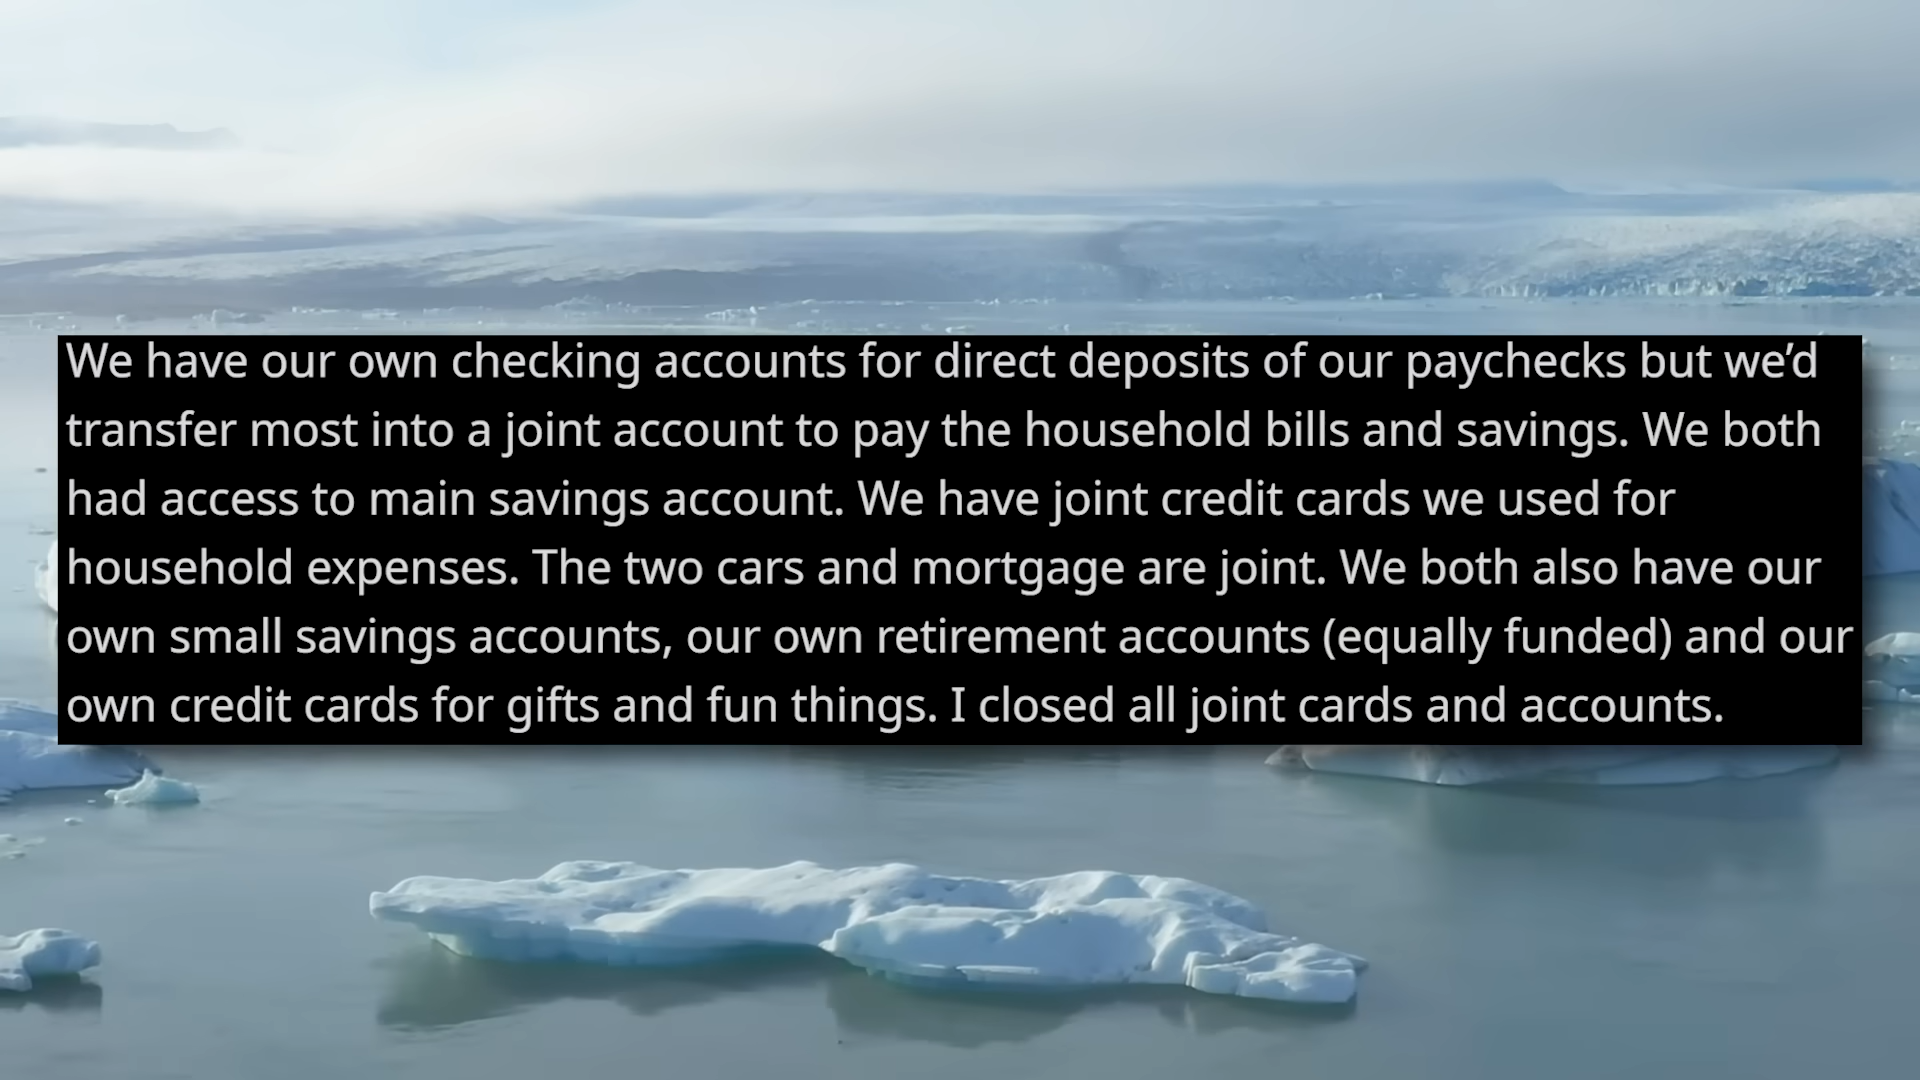 We have our own checking accounts for direct deposits of our paychecks but we’d
transfer most into a joint account to pay the household bills and savings. We both
had access to main savings account. We have joint credit cards we used for
household expenses. The two cars and mortgage are joint. We both also have our
own small savings accounts, our own retirement accounts (equally funded) and our
own credit cards for gifts and fun things. I closed all joint cards and accounts.